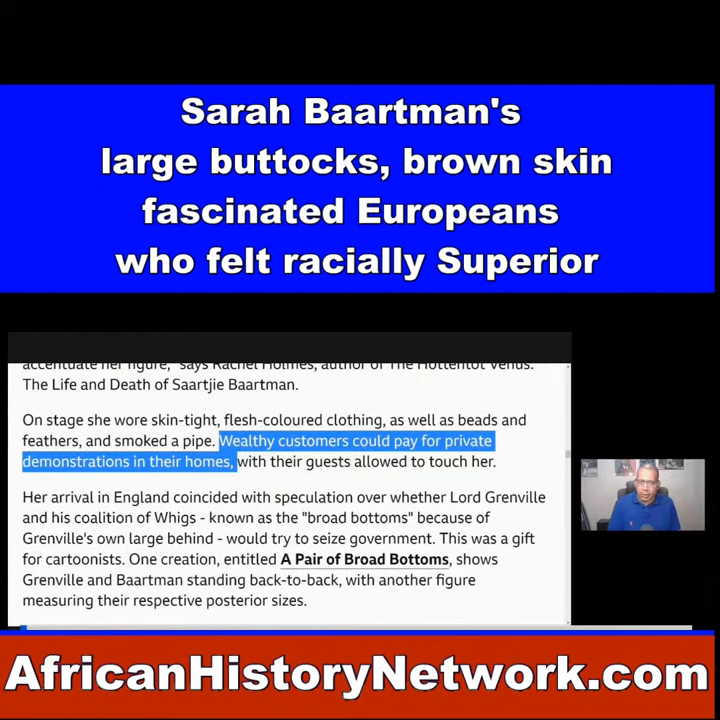 Sarah Baartman's
large buttocks, brown skin
fascinated Europeans
who felt racially Superior
accentuate her figure," says Rachel Holmes, author of The Hottentot Venus:
The Life and Death of Saartjie Baartman.
On stage she wore skin-tight, flesh-coloured clothing, as well as beads and
feathers, and smoked a pipe. Wealthy customers could pay for private
demonstrations in their homes, with their guests allowed to touch her.
Her arrival in England coincided with speculation over whether Lord Grenville
and his coalition of Whigs - known as the "broad bottoms" because of
Grenville's own large behind - would try to seize government. This was a gift
for cartoonists. One creation, entitled A Pair of Broad Bottoms, shows
Grenville and Baartman standing back-to-back, with another figure
measuring their respective posterior sizes.
AfricanHistoryNetwork.com